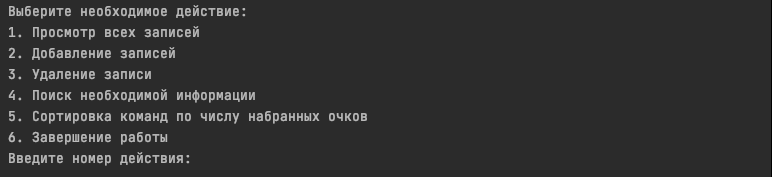 Выберите необходимое действие:
1. Просмотр всех записей
2. Добавление записей
3. Удаление записи
4. Поиск необходимой информации
5. Сортировка команд по числу набранных очков
6. Завершение работы
Введите номер действия: